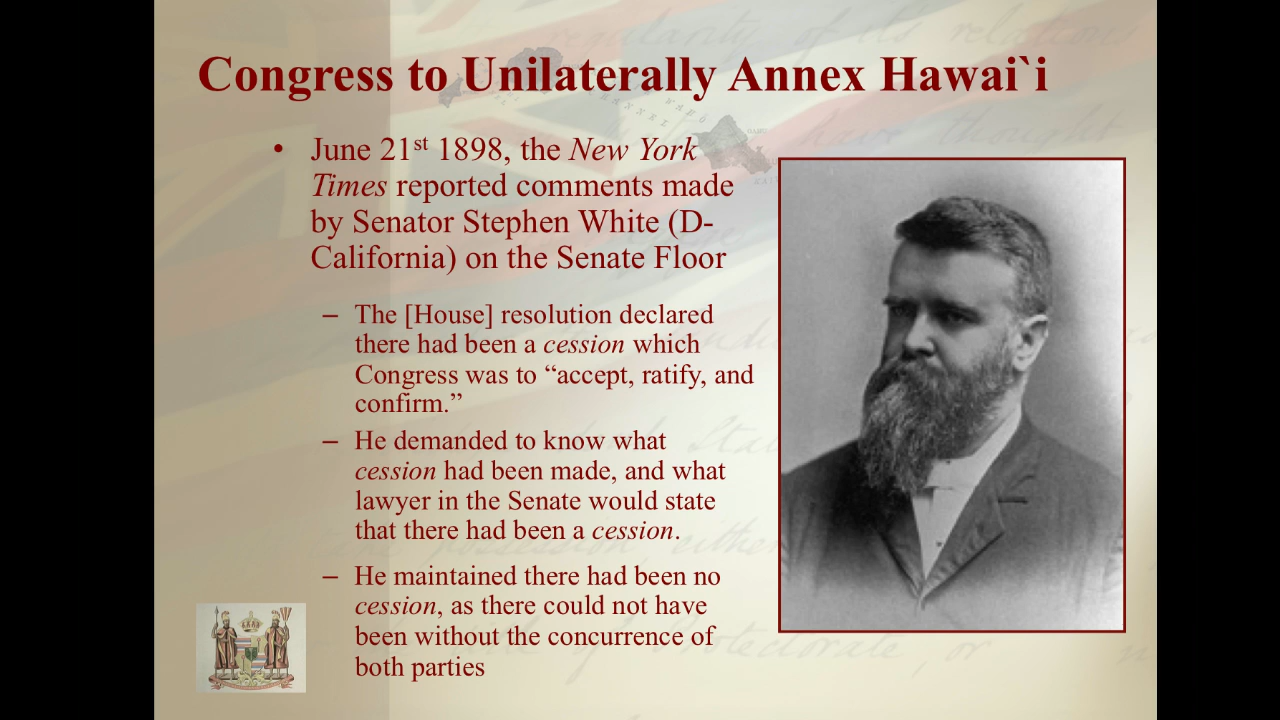 Congress to Unilaterally Annex Hawai`i
• June 21st 1898, the New York
Times reported comments made
by Senator Stephen White (D-
California) on the Senate Floor
– The [House] resolution declared
there had been a cession which
Congress was to “accept, ratify, and
confirm.”
– He demanded to know what
cession had been made, and what
lawyer in the Senate would state
that there had been a cession.
– He maintained there had been no
cession, as there could not have
been without the concurrence of
both parties